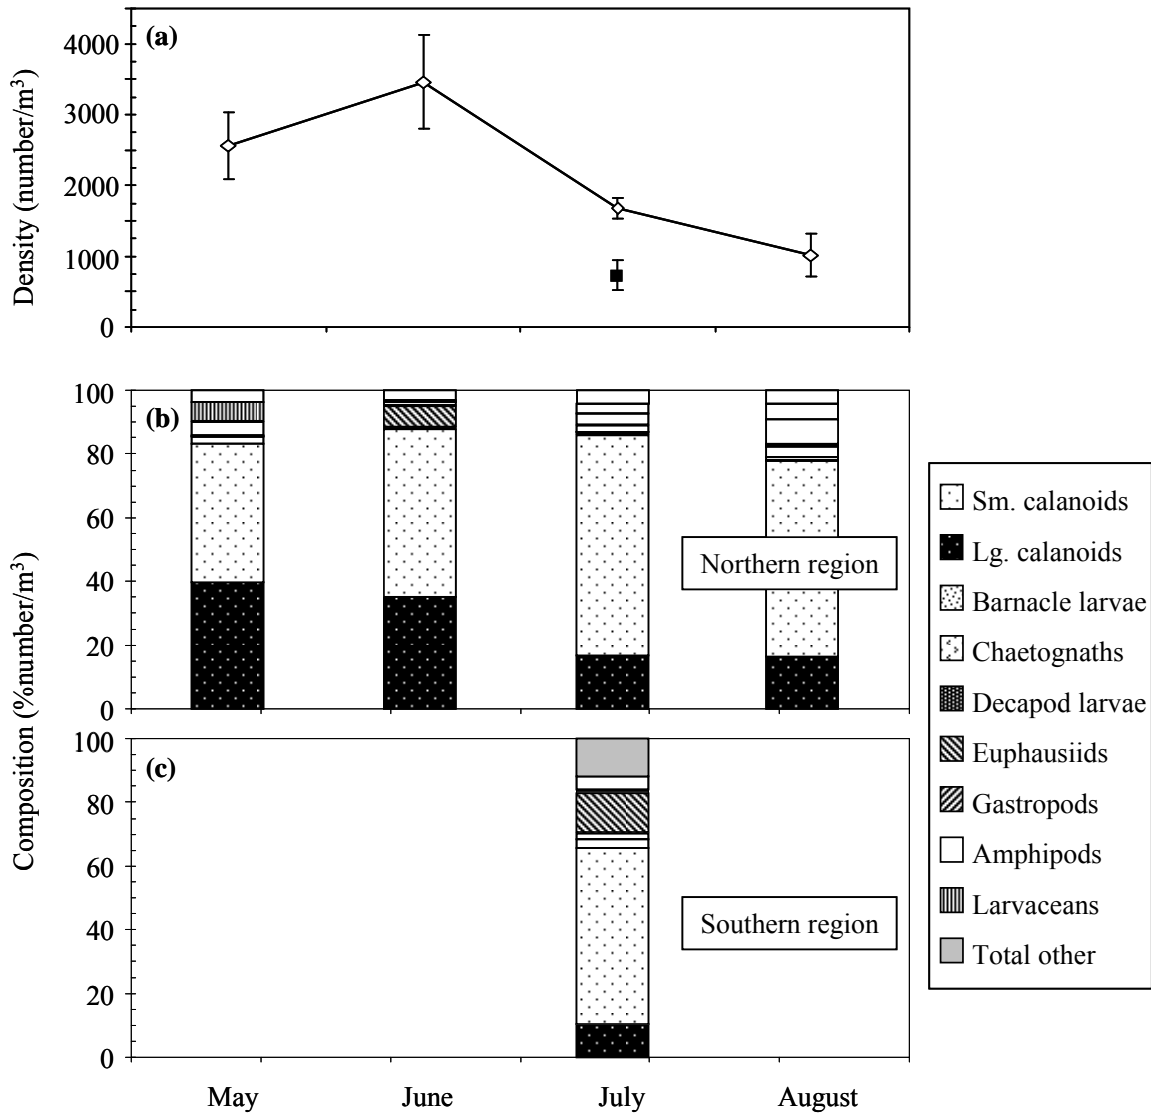 (a)
Density (number/m³)
4000
3000
2000
1000
0
Composition (%number/m³)
(b)
100
80
60
40
20
0
Northern region
(c)
100
80
60
40
20
0
Southern region
May June July August
Sm. calanoids
Lg. calanoids
Barnacle larvae
Chaetognaths
Decapod larvae
Euphausiids
Gastropods
Amphipods
Larvaceans
Total other